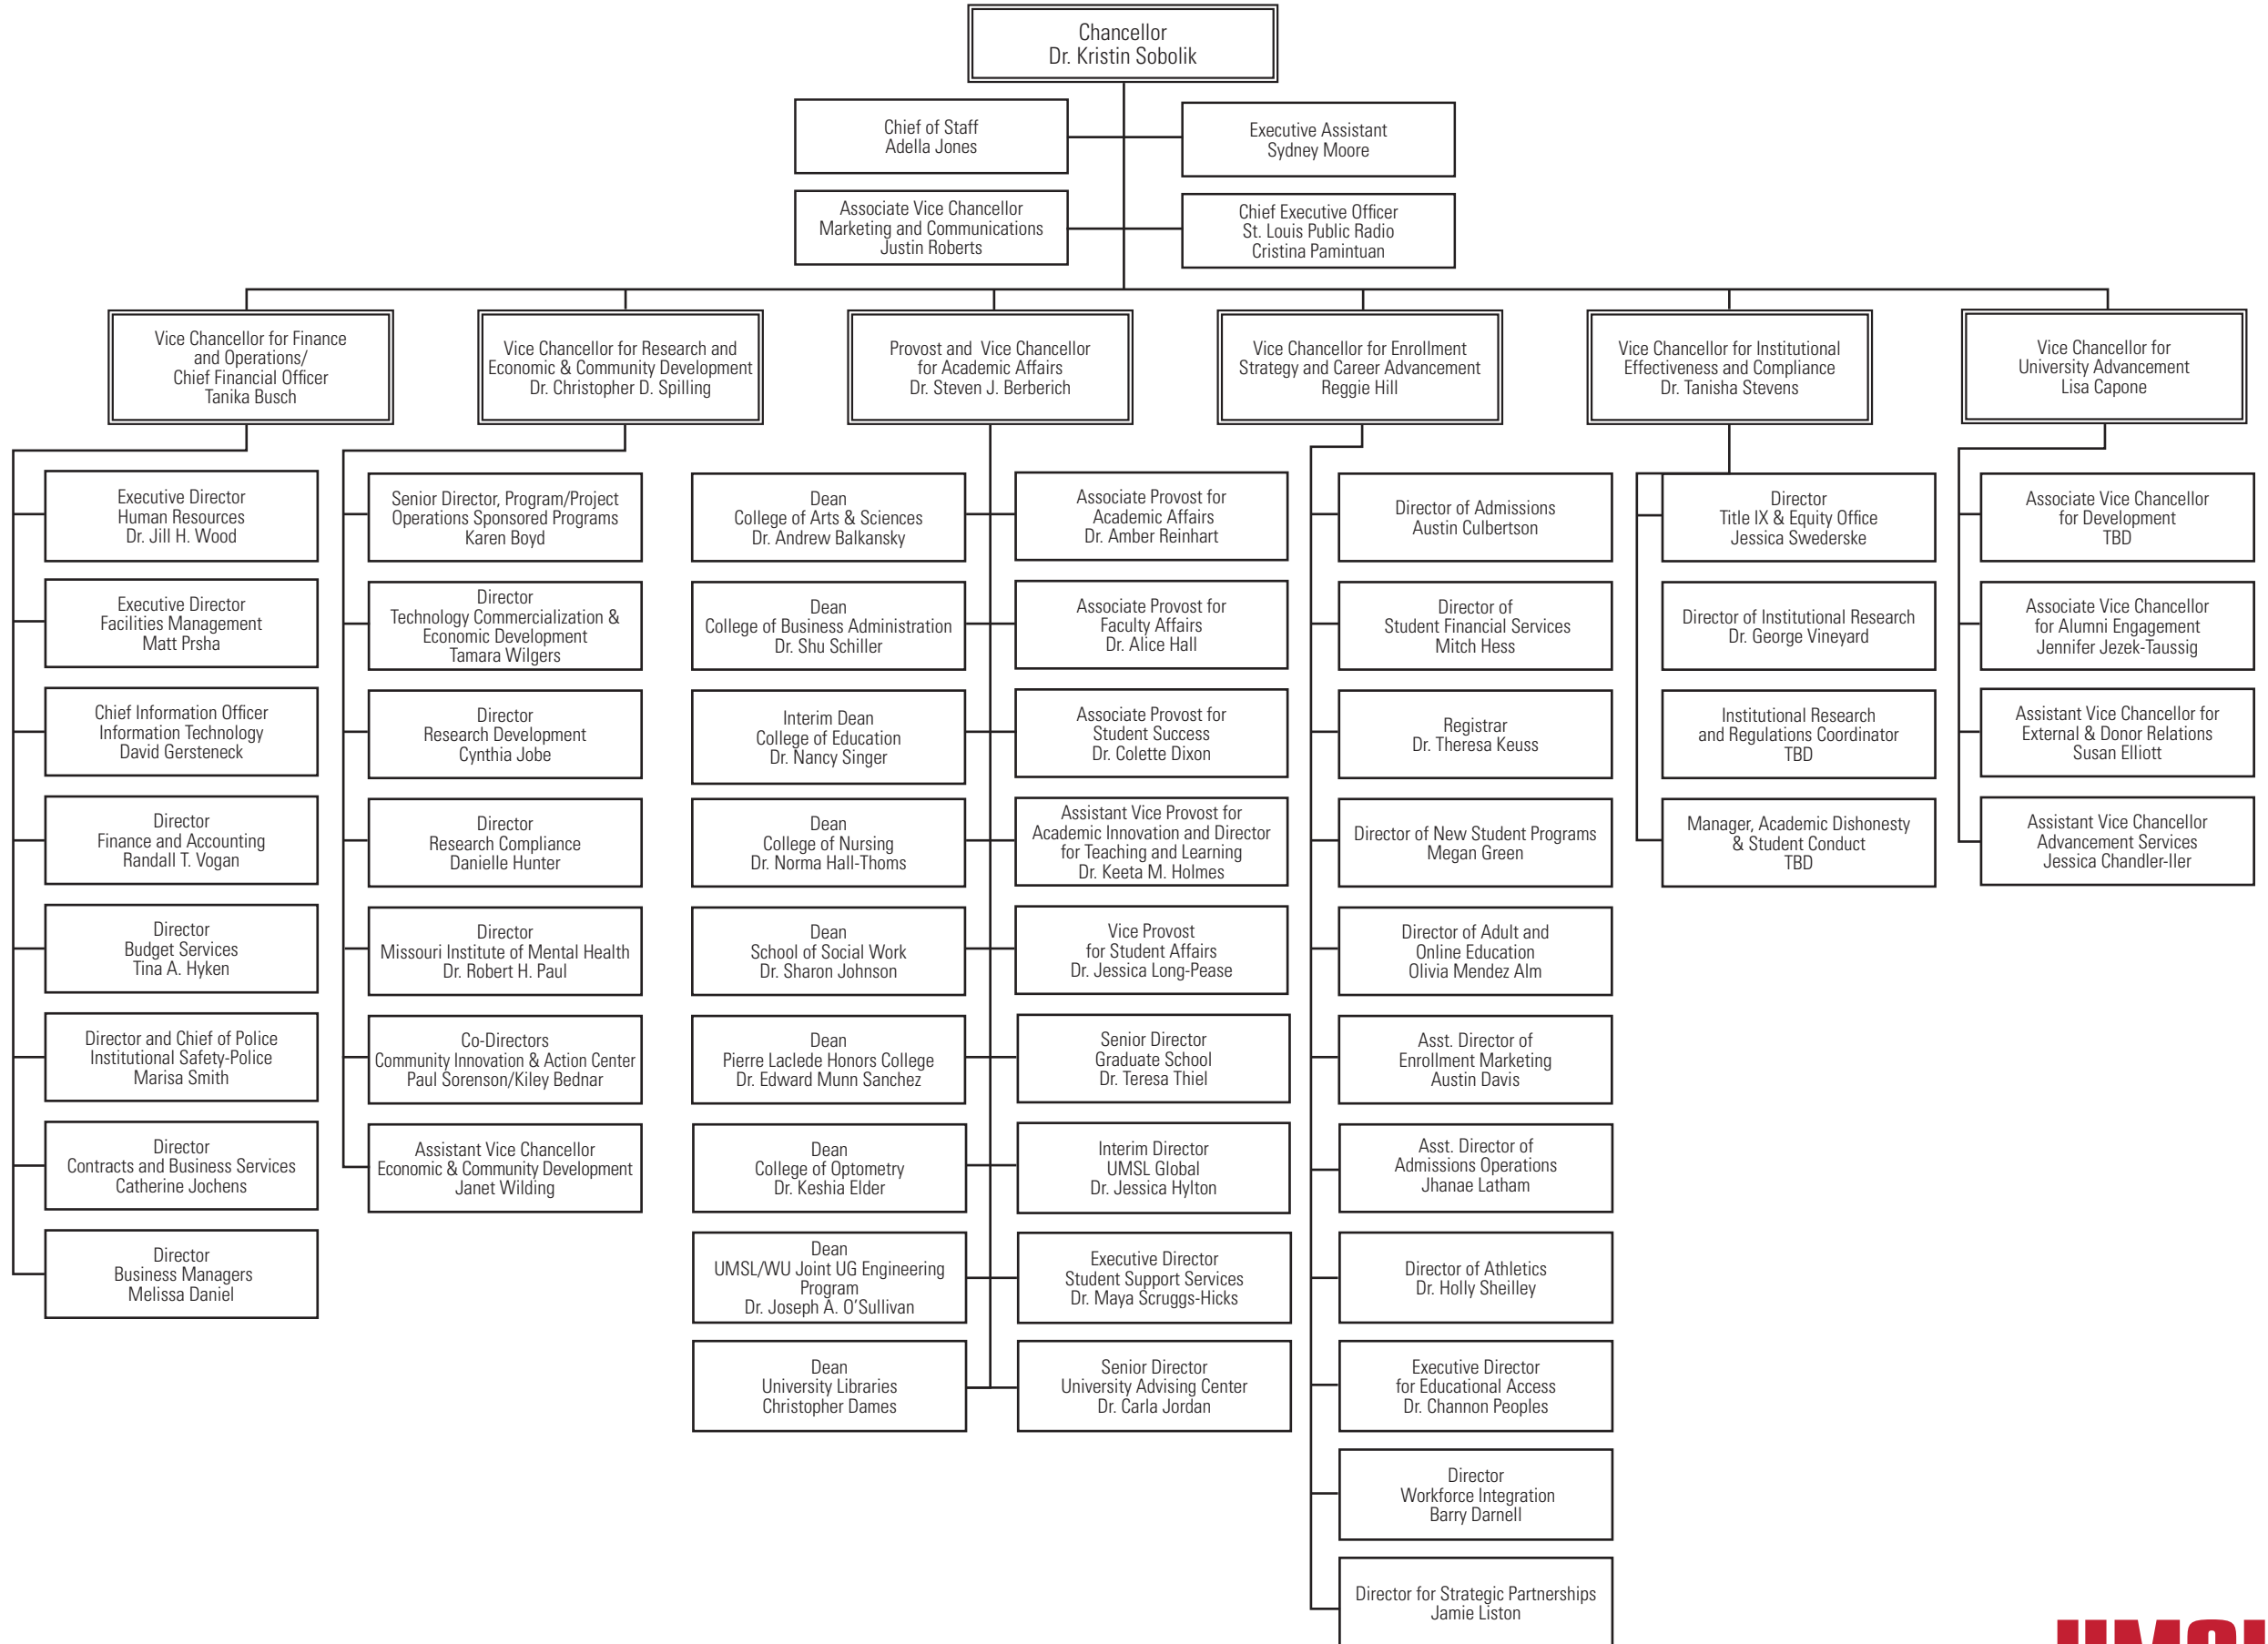 Chancellor
Dr. Kristin Sobolik
Chief of Staff
Adella Jones
Executive Assistant
Sydney Moore
Associate Vice Chancellor
Marketing and Communications
Justin Roberts
Chief Executive Officer
St. Louis Public Radio
Cristina Pamintuan
Vice Chancellor for Finance
and Operations/
Chief Financial Officer
Tanika Busch
Vice Chancellor for Research and
Economic & Community Development
Dr. Christopher D. Spilling
Provost and Vice Chancellor
for Academic Affairs
Dr. Steven J. Berberich
Vice Chancellor for Enrollment
Strategy and Career Advancement
Reggie Hill
Vice Chancellor for Institutional
Effectiveness and Compliance
Dr. Tanisha Stevens
Vice Chancellor for
University Advancement
Lisa Capone
Executive Director
Human Resources
Dr. Jill H. Wood
Executive Director
Facilities Management
Matt Prsha
Chief Information Officer
Information Technology
David Gersteneck
Director
Finance and Accounting
Randall T. Vogan
Director
Budget Services
Tina A. Hyken
Director and Chief of Police
Institutional Safety-Police
Marisa Smith
Director
Contracts and Business Services
Catherine Jochens
Director
Business Managers
Melissa Daniel
Senior Director, Program/Project
Operations Sponsored Programs
Karen Boyd
Director
Technology Commercialization &
Economic Development
Tamara Wilgers
Director
Research Development
Cynthia Jobe
Director
Research Compliance
Danielle Hunter
Director
Missouri Institute of Mental Health
Dr. Robert H. Paul
Co-Directors
Community Innovation & Action Center
Paul Sorenson/Kiley Bednar
Assistant Vice Chancellor
Economic & Community Development
Janet Wilding
Dean
College of Arts & Sciences
Dr. Andrew Balkansky
Dean
College of Business Administration
Dr. Shu Schiller
Interim Dean
College of Education
Dr. Nancy Singer
Dean
College of Nursing
Dr. Norma Hall-Thoms
Dean
School of Social Work
Dr. Sharon Johnson
Dean
Pierre Laclede Honors College
Dr. Edward Munn Sanchez
Dean
College of Optometry
Dr. Keshia Elder
Dean
UMSL/WU Joint UG Engineering
Program
Dr. Joseph A. O'Sullivan
Dean
University Libraries
Christopher Dames
Associate Provost for
Academic Affairs
Dr. Amber Reinhart
Associate Provost for
Faculty Affairs
Dr. Alice Hall
Associate Provost for
Student Success
Dr. Colette Dixon
Assistant Vice Provost for
Academic Innovation and Director
for Teaching and Learning
Dr. Keeta M. Holmes
Vice Provost
for Student Affairs
Dr. Jessica Long-Pease
Senior Director
Graduate School
Dr. Teresa Thiel
Interim Director
UMSL Global
Dr. Jessica Hylton
Executive Director
Student Support Services
Dr. Maya Scruggs-Hicks
Senior Director
University Advising Center
Dr. Carla Jordan
Director of Admissions
Austin Culbertson
Director of
Student Financial Services
Mitch Hess
Registrar
Dr. Theresa Keuss
Director of New Student Programs
Megan Green
Director of Adult and
Online Education
Olivia Mendez Alm
Asst. Director of
Enrollment Marketing
Austin Davis
Asst. Director of
Admissions Operations
Jhanae Latham
Director of Athletics
Dr. Holly Sheilley
Executive Director
for Educational Access
Dr. Channon Peoples
Director
Workforce Integration
Barry Darnell
Director for Strategic Partnerships
Jamie Liston
Director
Title IX & Equity Office
Jessica Swederske
Director of Institutional Research
Dr. George Vineyard
Institutional Research
and Regulations Coordinator
TBD
Manager, Academic Dishonesty
& Student Conduct
TBD
Associate Vice Chancellor
for Development
TBD
Associate Vice Chancellor
for Alumni Engagement
Jennifer Jezek-Taussig
Assistant Vice Chancellor for
External & Donor Relations
Susan Elliott
Assistant Vice Chancellor
Advancement Services
Jessica Chandler-Iler